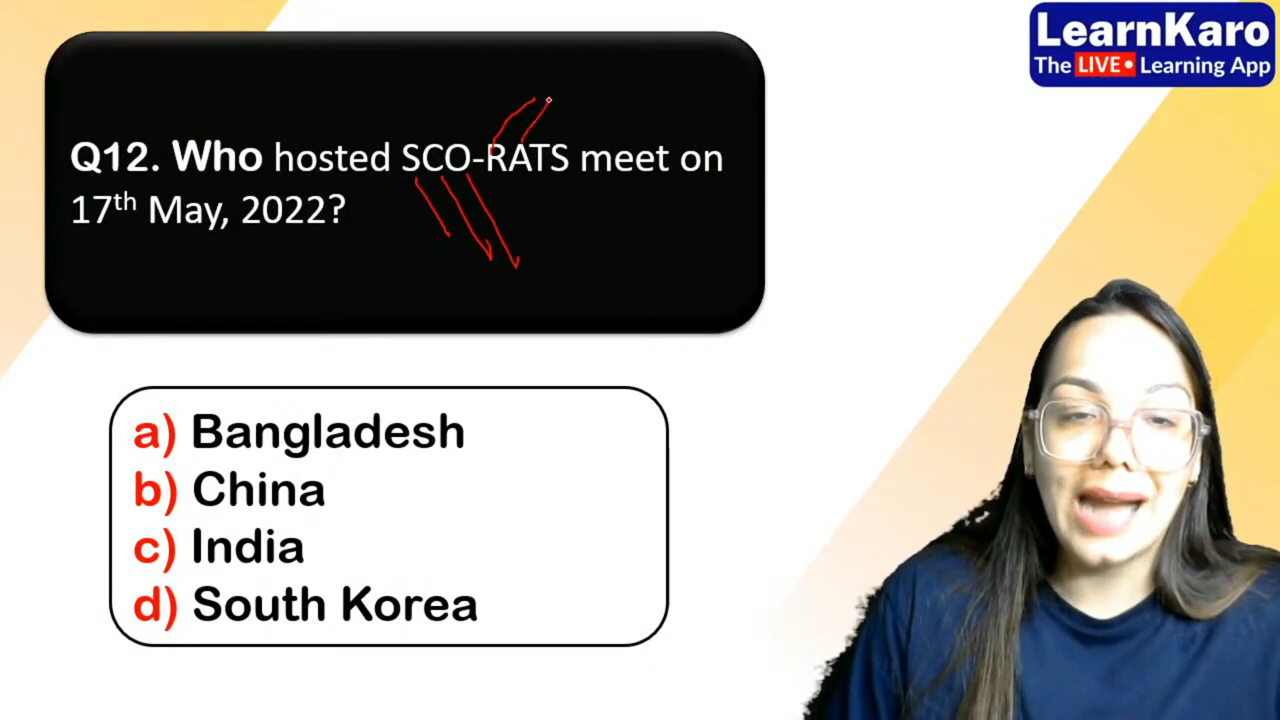 LearnKaro
The LIVE• Learning App
Q12. Who hosted SCO-RATS meet on
17th May, 2022?
a) Bangladesh
b) China
c) India
d) South Korea